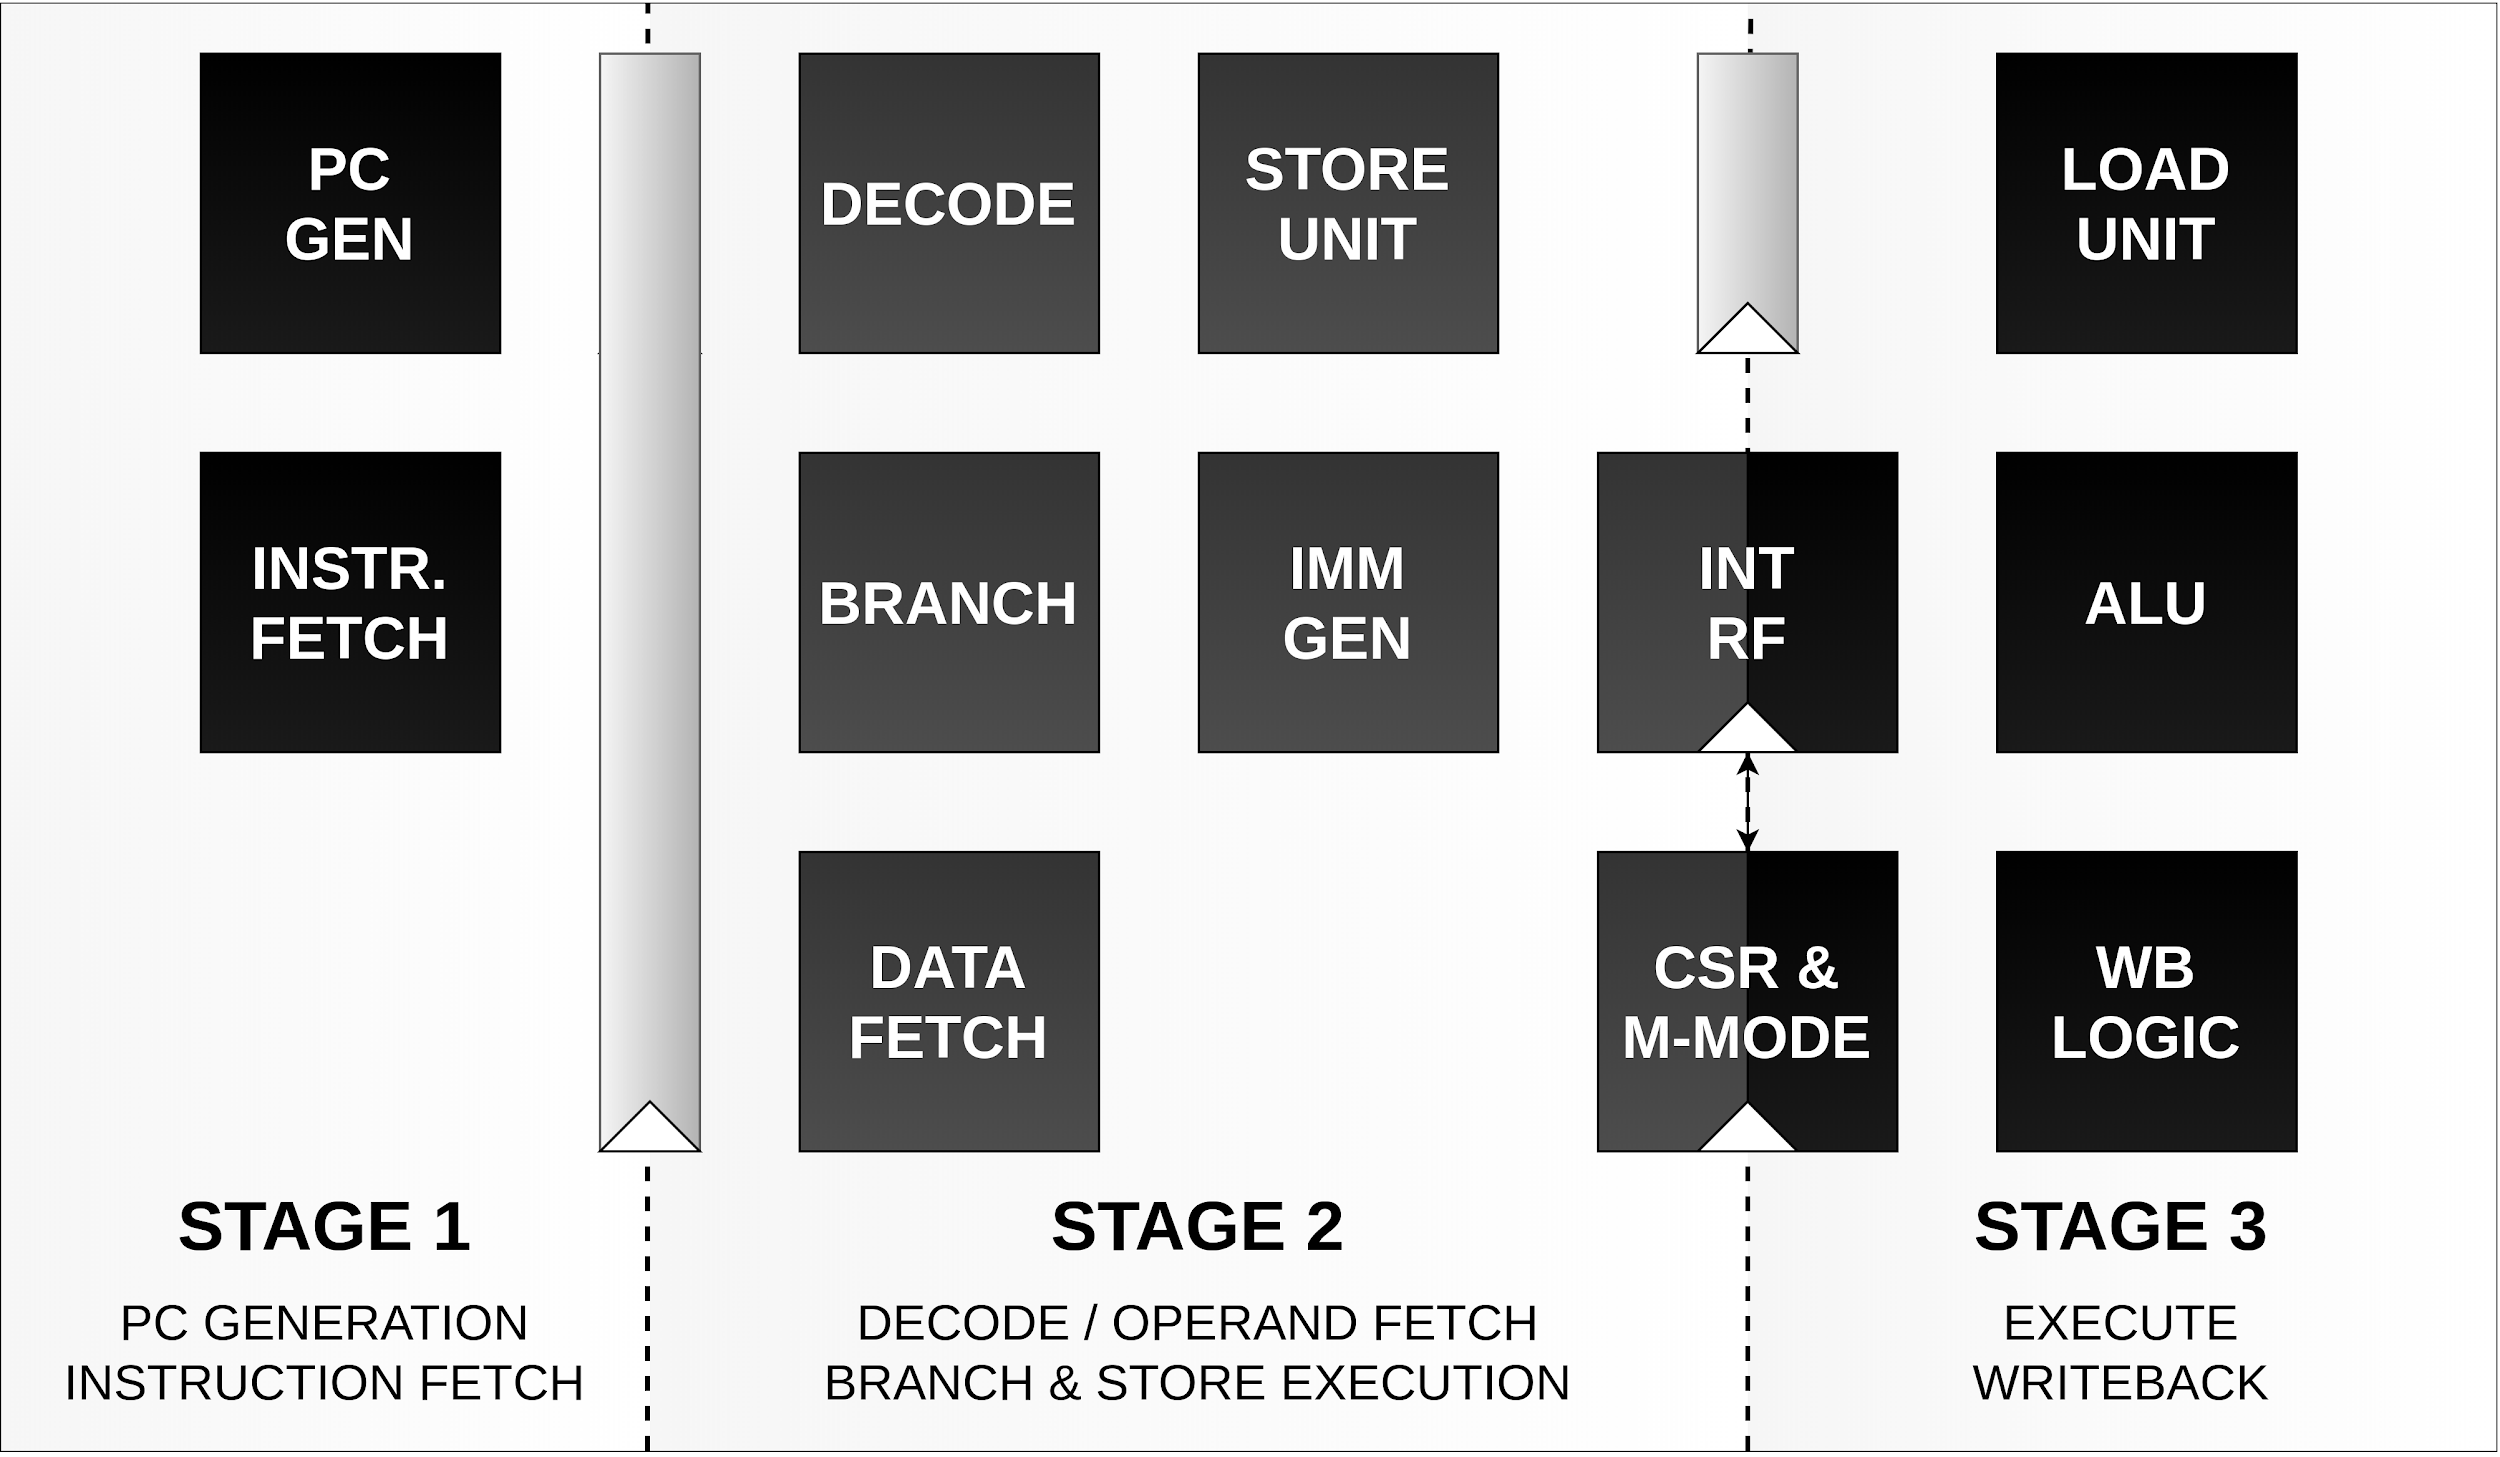 PC
GEN
DECODE
STORE
UNIT
LOAD
UNIT
INSTR.
FETCH
BRANCH
IMM
GEN
INT
RF
ALU
DATA
FETCH
CSR &
M-MODE
WB
LOGIC
STAGE 1
PC GENERATION
INSTRUCTION FETCH
STAGE 2
DECODE / OPERAND FETCH
BRANCH & STORE EXECUTION
STAGE 3
EXECUTE
WRITEBACK